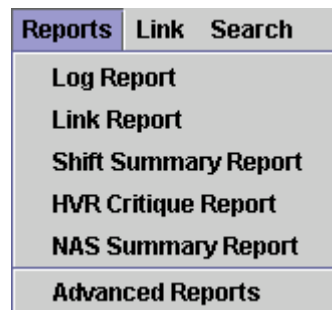 Reports Link Search
Log Report
Link Report
Shift Summary Report
HVR Critique Report
NAS Summary Report
Advanced Reports